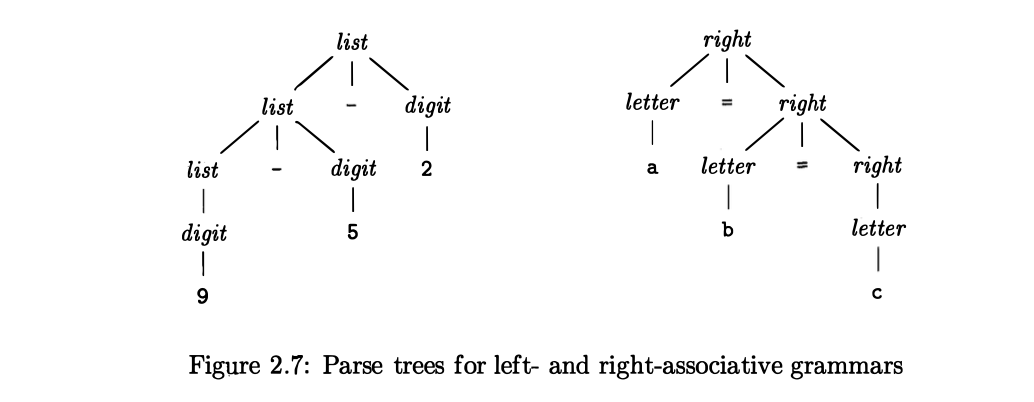 list right
list - digit letter = right
list - digit 2 a letter = right
digit 5 b letter
9 c
Figure 2.7: Parse trees for left- and right-associative grammars